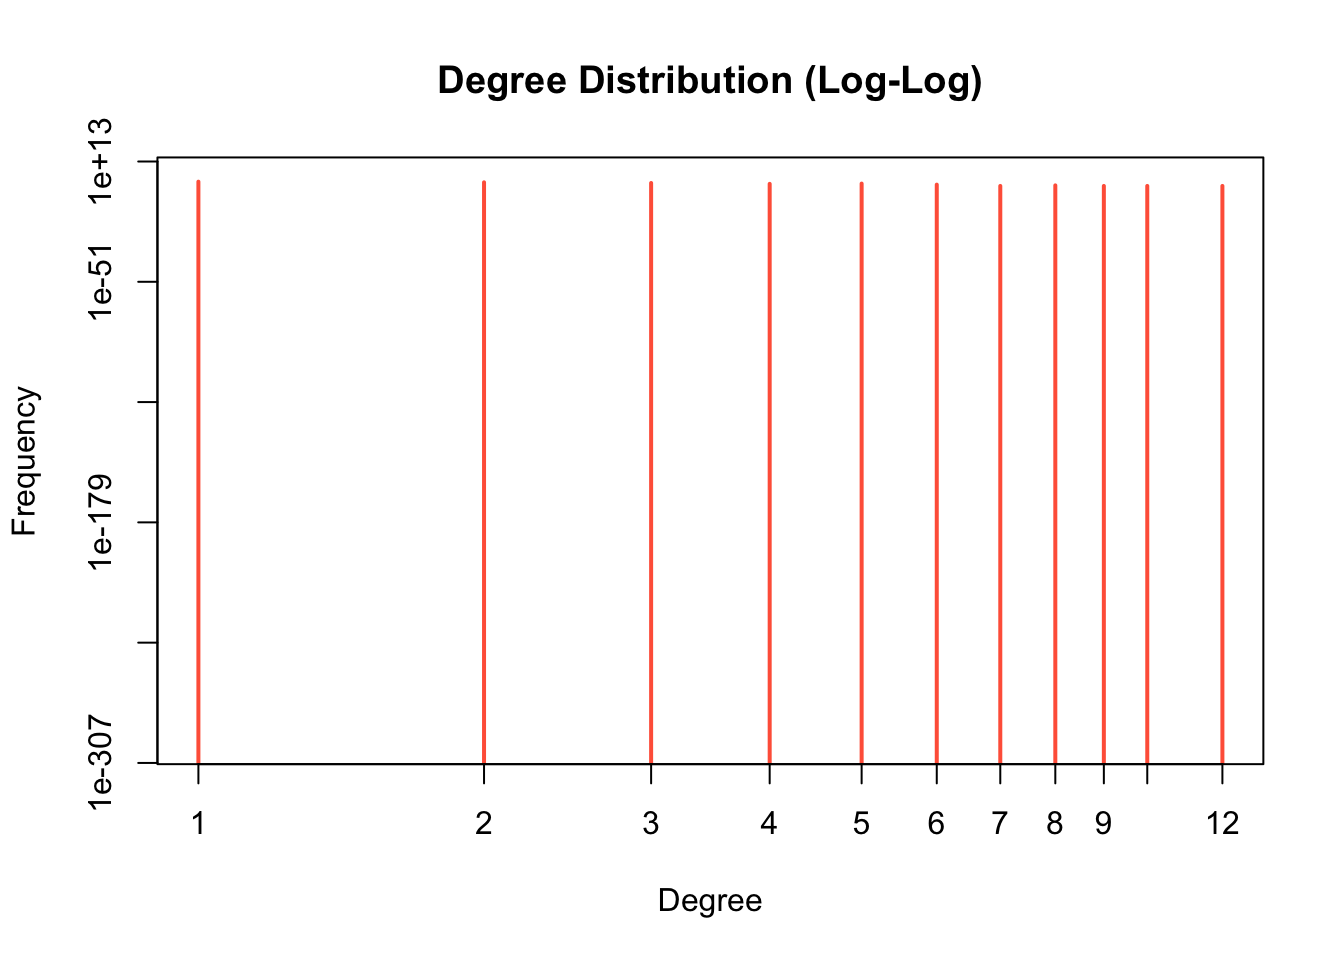 Degree Distribution (Log-Log)
Frequency
1e+13
1e-51
1e-179
1e-307
1 2 3 4 5 6 7 8 9 12
Degree